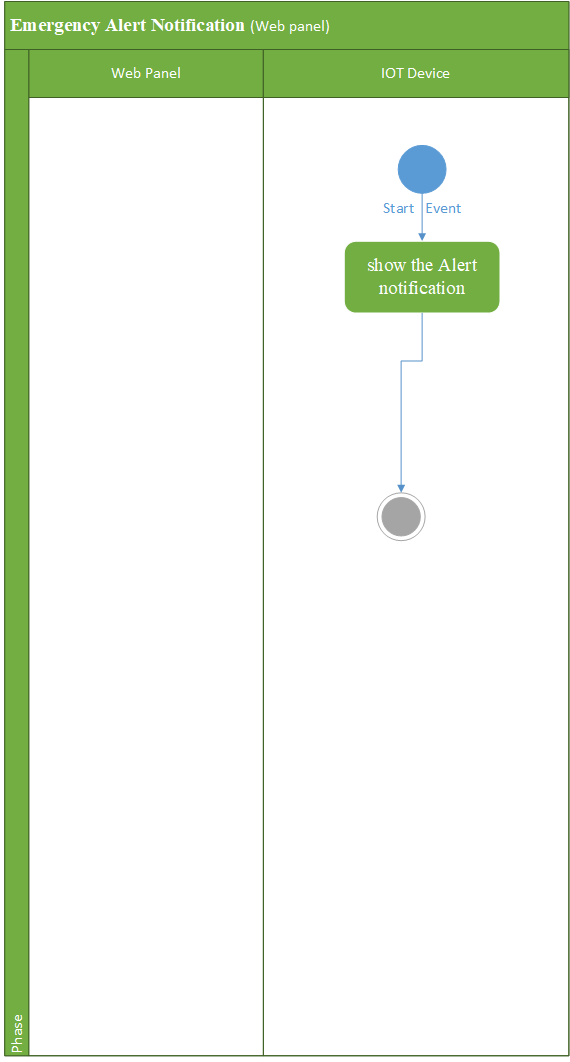 Emergency Alert Notification (Web panel)
Web Panel
IOT Device
Start Event
show the Alert
notification
Phase